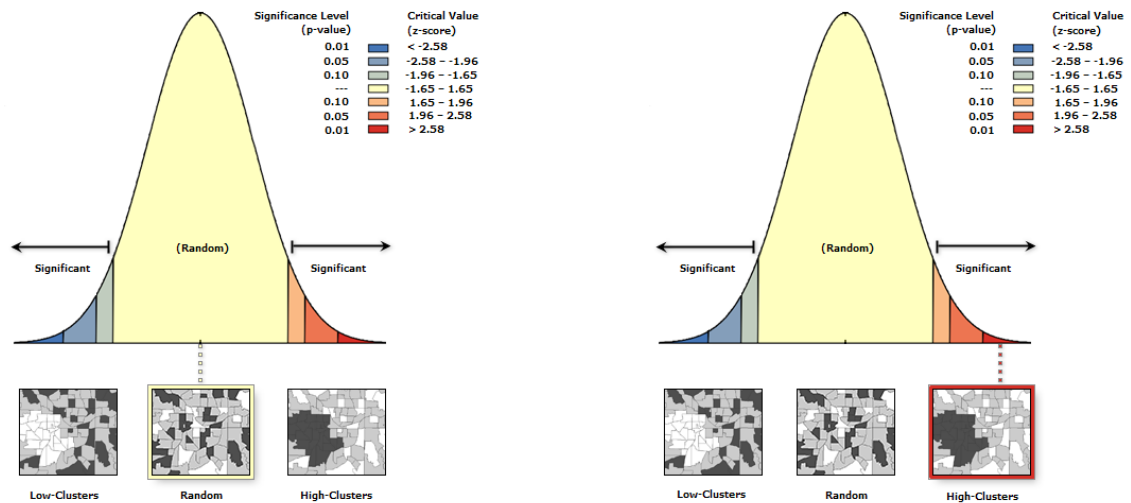 Significance Level Critical Value
(p-value) (z-score)
0.01 < -2.58
0.05 -2.58 – -1.96
0.10 -1.96 – -1.65
--- -1.65 – 1.65
0.10 1.65 – 1.96
0.05 1.96 – 2.58
0.01 > 2.58
(Random)
Significant Significant
Low-Clusters Random High-Clusters
Significance Level Critical Value
(p-value) (z-score)
0.01 < -2.58
0.05 -2.58 – -1.96
0.10 -1.96 – -1.65
--- -1.65 – 1.65
0.10 1.65 – 1.96
0.05 1.96 – 2.58
0.01 > 2.58
(Random)
Significant Significant
Low-Clusters Random High-Clusters